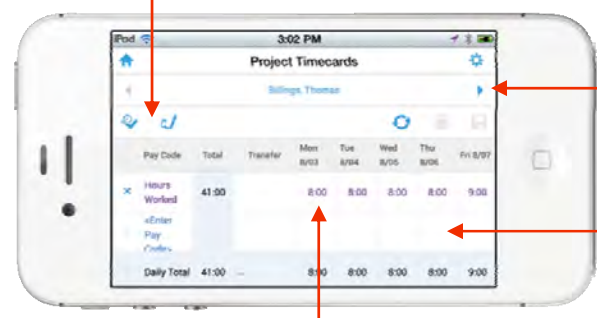 iPod 3:02 PM
Project Timecards
Billings, Thomas
Pay Code Total Transfer Mon 8/03 Tue 8/04 Wed 8/05 Thu 8/06 Fri 8/07
Hours Worked 41:00 8:00 8:00 8:00 8:00 9:00
<Enter Pay Code>
Daily Total 41:00 -- 8:00 8:00 8:00 8:00 9:00